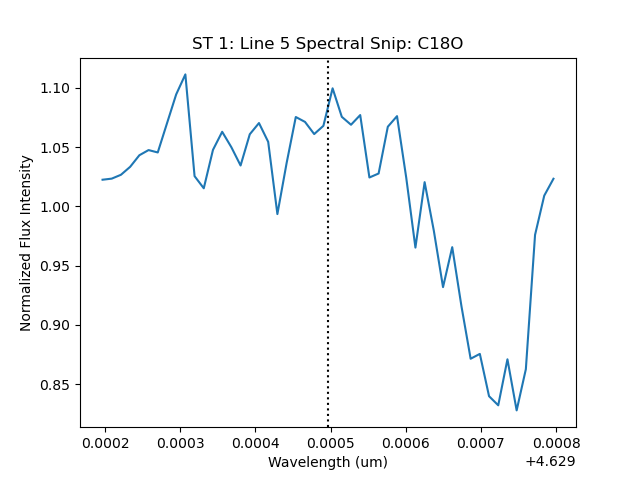 ST 1: Line 5 Spectral Snip: C18O
Normalized Flux Intensity
1.10
1.05
1.00
0.95
0.90
0.85
0.0002 0.0003 0.0004 0.0005 0.0006 0.0007 0.0008
Wavelength (um)
+4.629